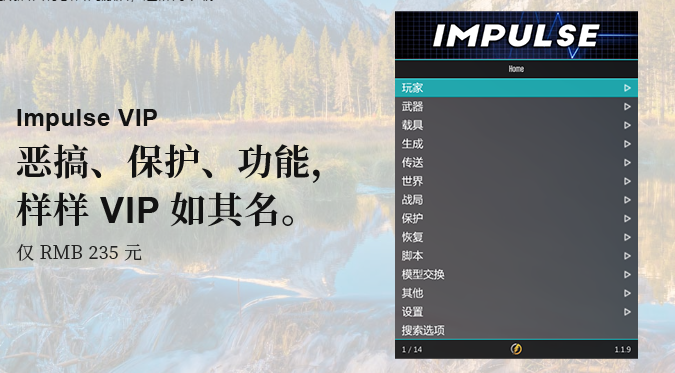 Impulse VIP
恶搞、保护、功能，
样样 VIP 如其名。
仅 RMB 235 元
IMPULSE
Home
玩家
武器
载具
生成
传送
世界
战局
保护
恢复
脚本
模型交换
其他
设置
搜索选项
1 / 14
1.1.9